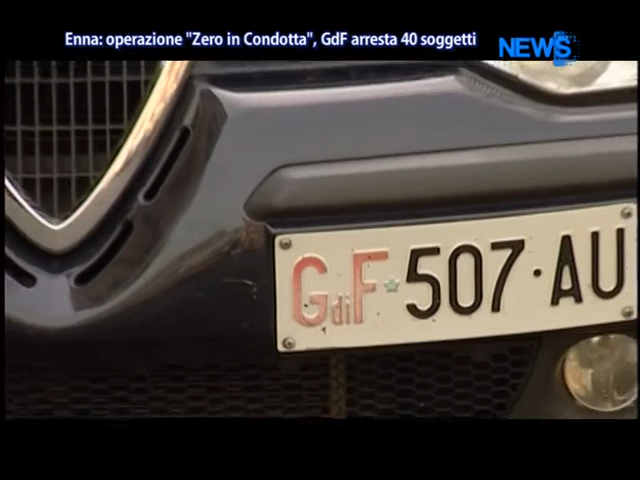 Enna: operazione "Zero in Condotta", GdF arresta 40 soggetti
NEWS
GdiF 507·AU